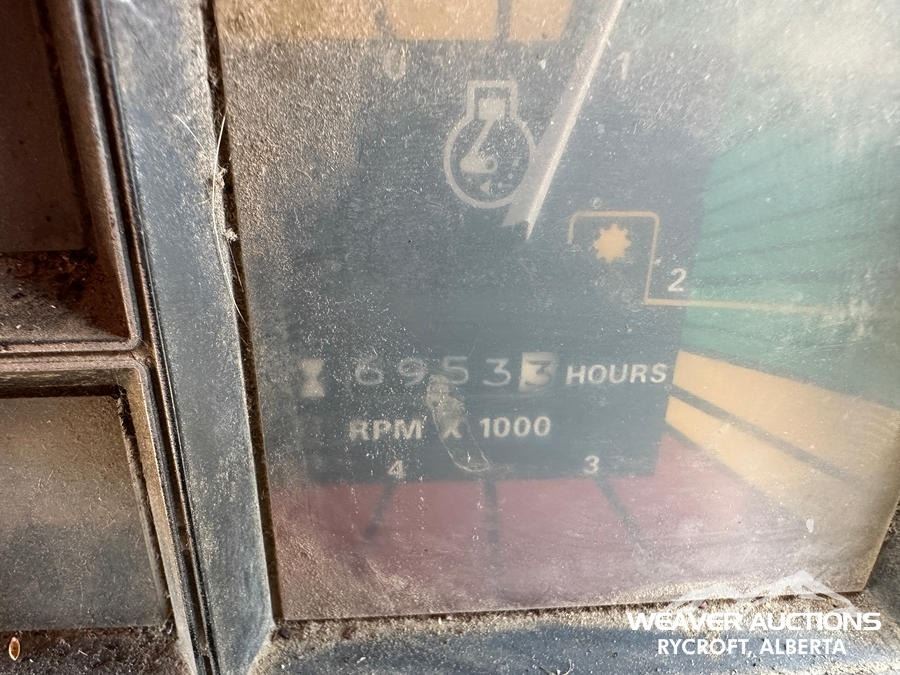 0 1
2
69533 HOURS
RPM X 1000
4 3
WEAVER AUCTIONS
RYCROFT, ALBERTA